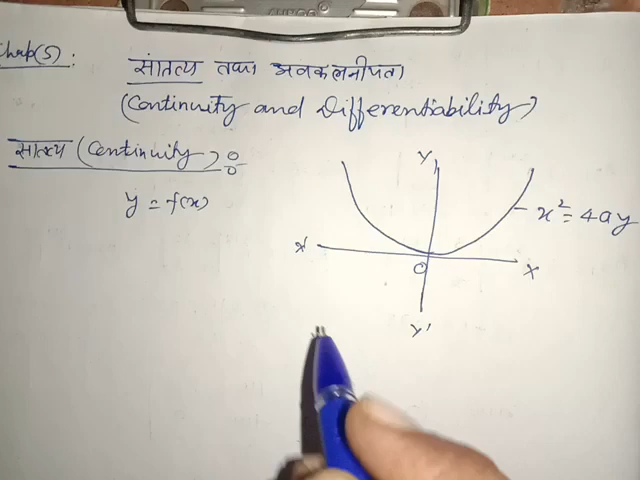 Chap(5):
सांतत्य तथा अवकलनीयता
(Continuity and Differentiability)
सातत्य (Continuity) :-
y = f(x)
Y
x² = 4ay
X'
O
X
Y'